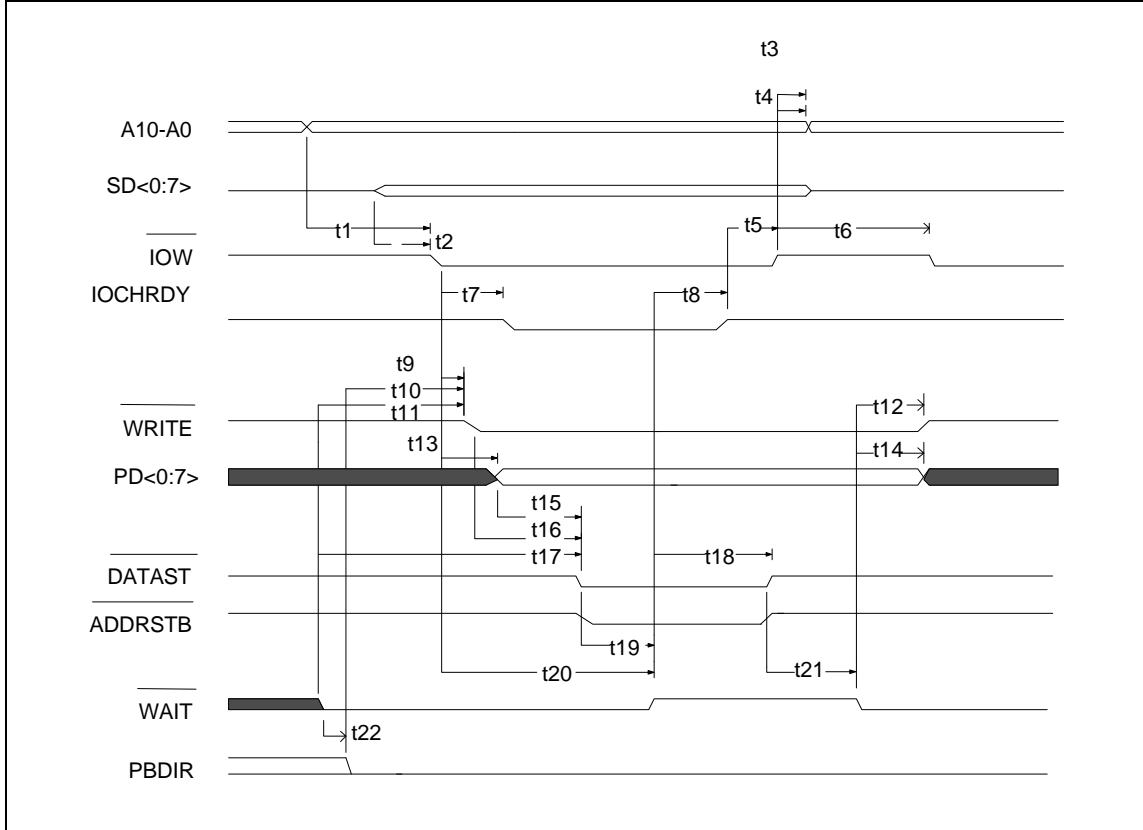 t3
t4
A10-A0
SD<0:7>
t1
t2
t5
t6
IOW
IOCHRDY
t7
t8
t9
t10
t11
t12
WRITE
t13
t14
PD<0:7>
t15
t16
t17
t18
DATAST
ADDRSTB
t19
t20
t21
WAIT
t22
PBDIR